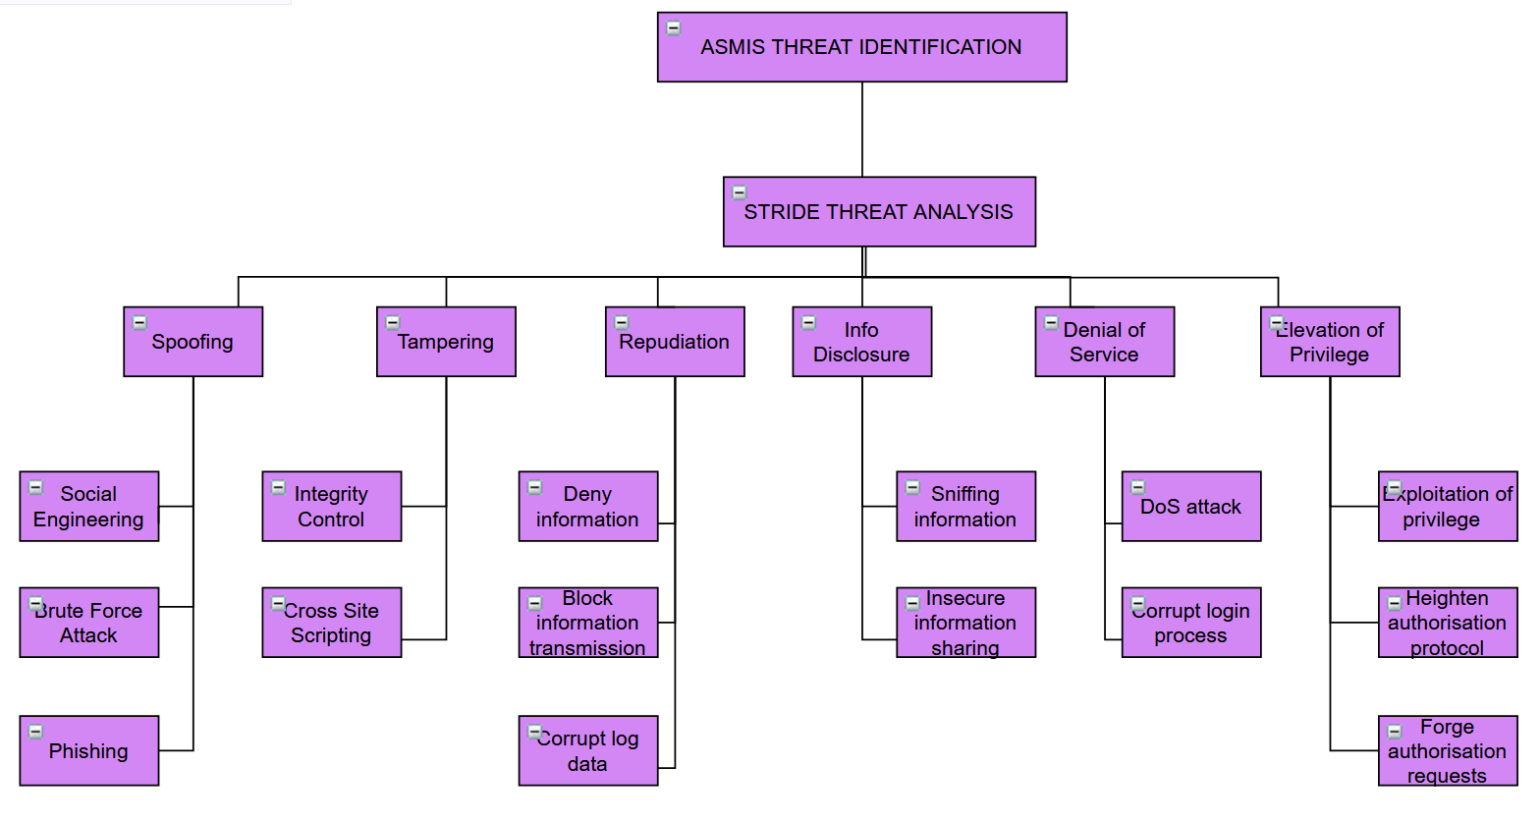 ASMIS THREAT IDENTIFICATION
STRIDE THREAT ANALYSIS
Spoofing
Tampering
Repudiation
Info
Disclosure
Denial of
Service
Elevation of
Privilege
Social
Engineering
Integrity
Control
Deny
information
Sniffing
information
DoS attack
Exploitation of
privilege
Brute Force
Attack
Cross Site
Scripting
Block
information
transmission
Insecure
information
sharing
Corrupt login
process
Heighten
authorisation
protocol
Phishing
Corrupt log
data
Forge
authorisation
requests